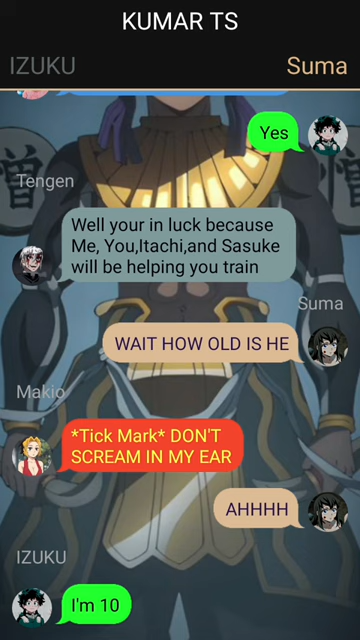 KUMAR TS
IZUKU
Suma
Yes
Tengen
Well your in luck because
Me, You,Itachi,and Sasuke
will be helping you train
Suma
WAIT HOW OLD IS HE
Makio
*Tick Mark* DON'T
SCREAM IN MY EAR
AHHHH
IZUKU
I'm 10